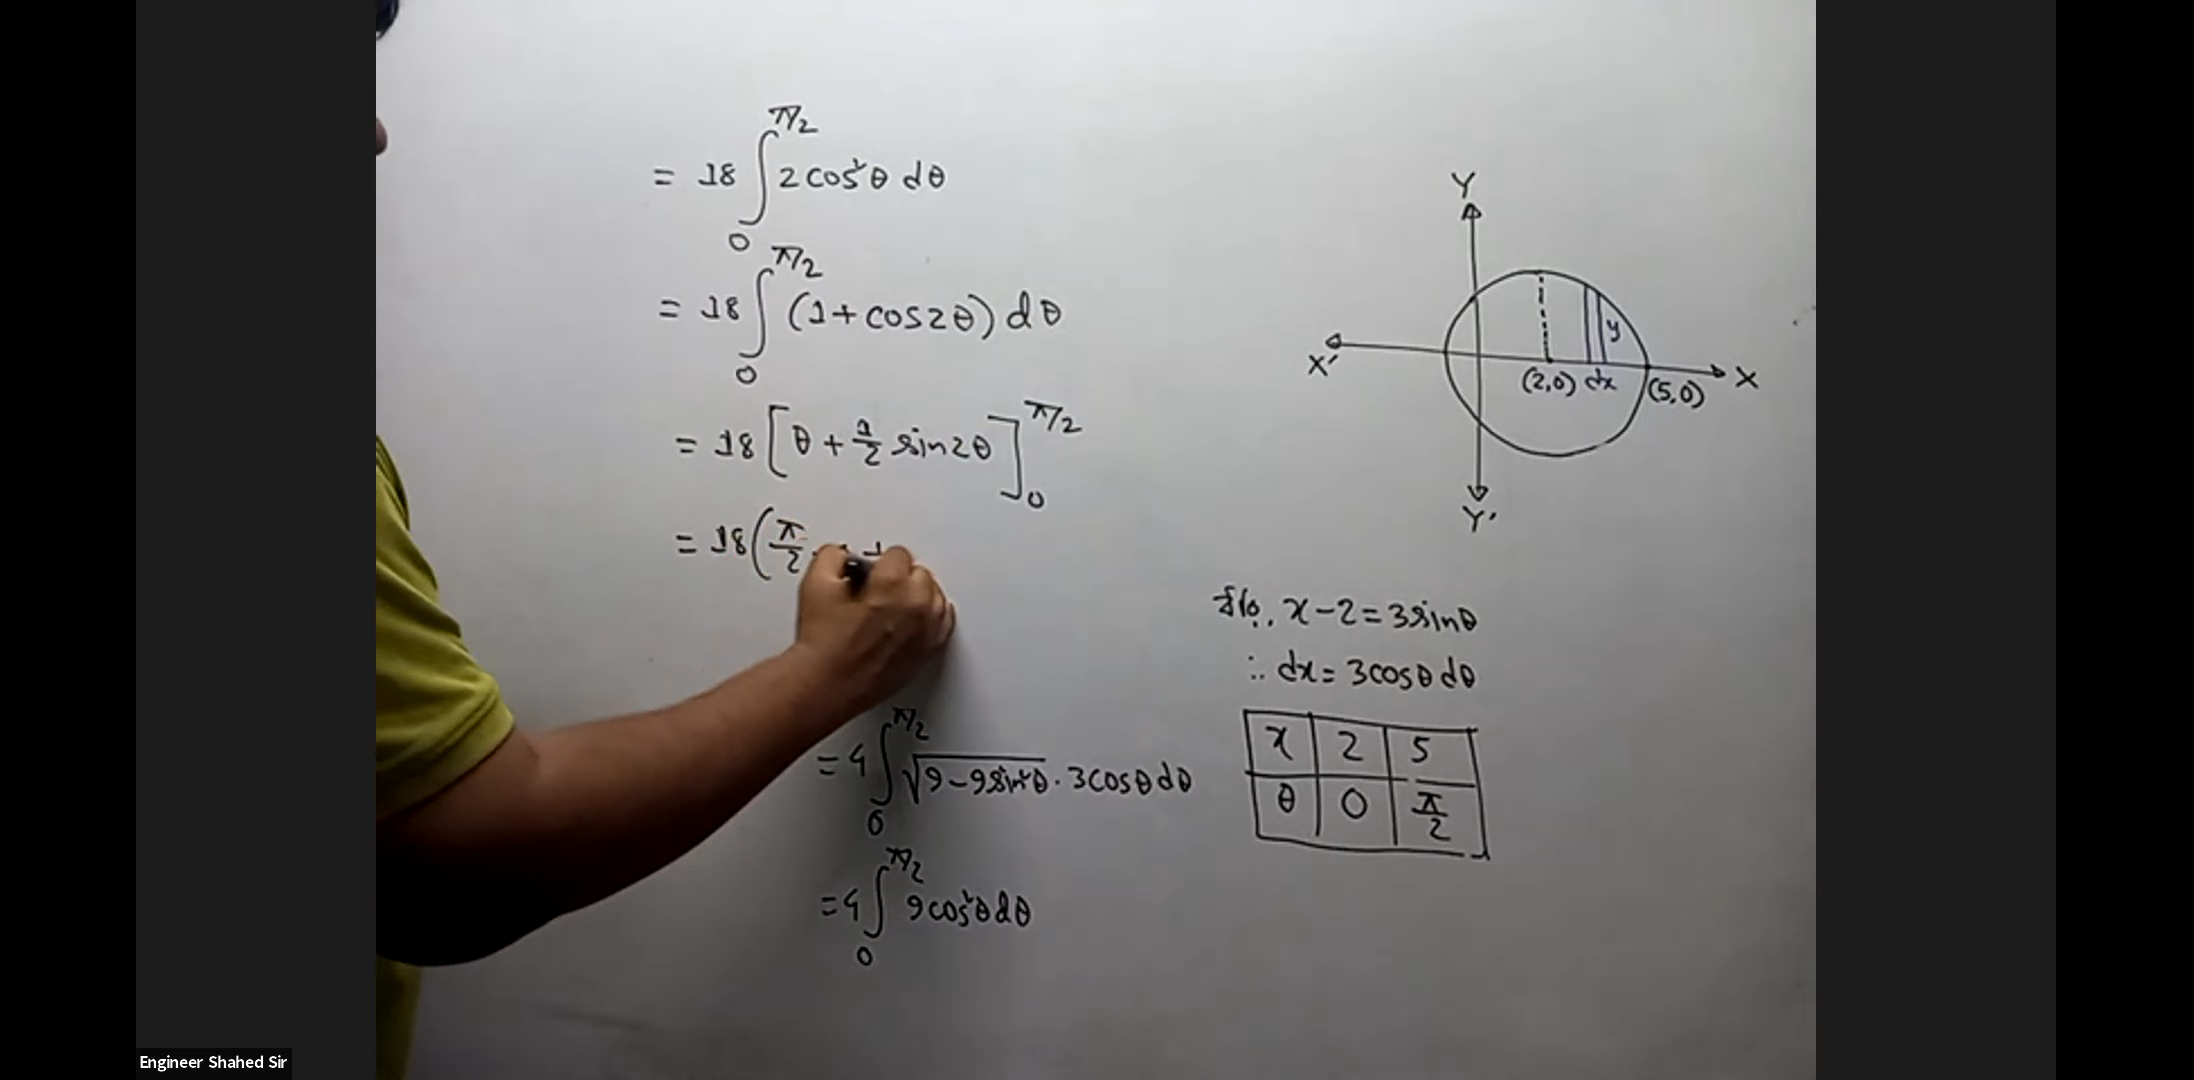 = 18 ∫₀^{π/2} 2cos²θ dθ
= 18 ∫₀^{π/2} (1+cos2θ) dθ
= 18 [θ + 1/2 sin2θ]₀^{π/2}
= 18 (π/2
= 4 ∫₀^{π/2} √(9-9sin²θ) · 3cosθ dθ
= 4 ∫₀^{π/2} 9cos²θ dθ
Y
X' X
y
(2,0) dx (5,0)
Y'
ধরি, x-2 = 3sinθ
∴ dx = 3cosθ dθ
x 2 5
θ 0 π/2
Engineer Shahed Sir